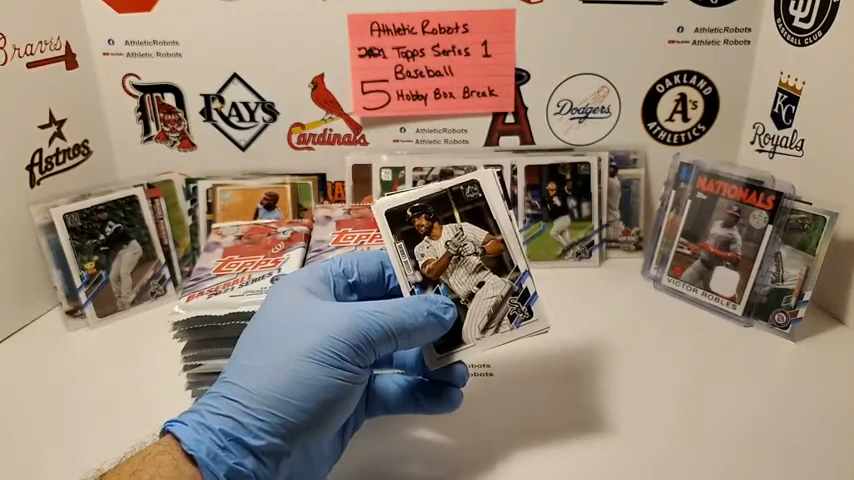 Athletic Robots
2021 Topps Series 1
Baseball
5 Hobby Box Break
AthleticRobots
Athletic Robots
AthleticRobots
Athletic Robots
AthleticRobots
Athletic Robots
Braves
Astros
D
RAYS
Cardinals
A
Dodgers
OAKLAND
A's
ATHLETICS
SD
BASEBALL CLUB
KC
Royals
Topps
BASEBALL
2021 SERIES 1
Topps
NATIONALS
VICTOR ROBLES